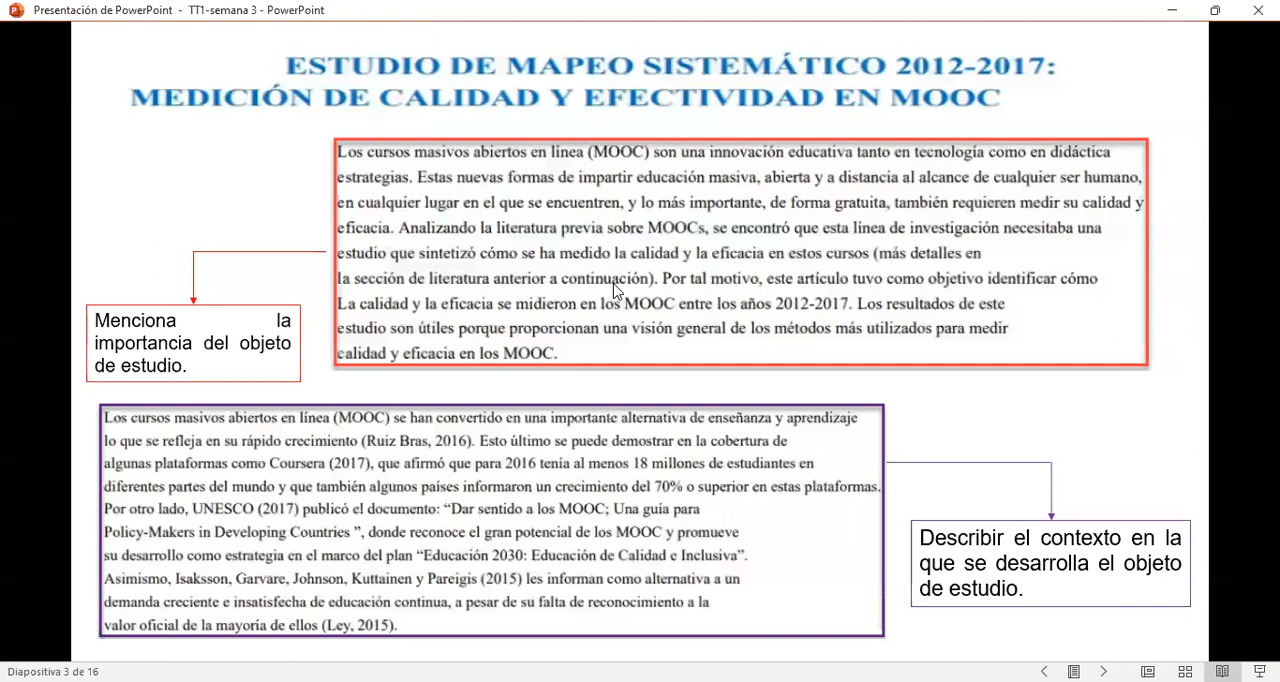 Presentación de PowerPoint - TT1-semana 3 - PowerPoint
ESTUDIO DE MAPEO SISTEMÁTICO 2012-2017:
MEDICIÓN DE CALIDAD Y EFECTIVIDAD EN MOOC
Los cursos masivos abiertos en línea (MOOC) son una innovación educativa tanto en tecnología como en didáctica
estrategias. Estas nuevas formas de impartir educación masiva, abierta y a distancia al alcance de cualquier ser humano,
en cualquier lugar en el que se encuentren, y lo más importante, de forma gratuita, también requieren medir su calidad y
eficacia. Analizando la literatura previa sobre MOOCs, se encontró que esta línea de investigación necesitaba una
estudio que sintetizó cómo se ha medido la calidad y la eficacia en estos cursos (más detalles en
la sección de literatura anterior a continuación). Por tal motivo, este artículo tuvo como objetivo identificar cómo
La calidad y la eficacia se midieron en los MOOC entre los años 2012-2017. Los resultados de este
estudio son útiles porque proporcionan una visión general de los métodos más utilizados para medir
calidad y eficacia en los MOOC.
Menciona la
importancia del objeto
de estudio.
Los cursos masivos abiertos en línea (MOOC) se han convertido en una importante alternativa de enseñanza y aprendizaje
lo que se refleja en su rápido crecimiento (Ruiz Bras, 2016). Esto último se puede demostrar en la cobertura de
algunas plataformas como Coursera (2017), que afirmó que para 2016 tenía al menos 18 millones de estudiantes en
diferentes partes del mundo y que también algunos países informaron un crecimiento del 70% o superior en estas plataformas.
Por otro lado, UNESCO (2017) publicó el documento: “Dar sentido a los MOOC; Una guía para
Policy-Makers in Developing Countries ”, donde reconoce el gran potencial de los MOOC y promueve
su desarrollo como estrategia en el marco del plan “Educación 2030: Educación de Calidad e Inclusiva”.
Asimismo, Isaksson, Garvare, Johnson, Kuttainen y Pareigis (2015) les informan como alternativa a un
demanda creciente e insatisfecha de educación continua, a pesar de su falta de reconocimiento a la
valor oficial de la mayoría de ellos (Ley, 2015).
Describir el contexto en la
que se desarrolla el objeto
de estudio.
Diapositiva 3 de 16